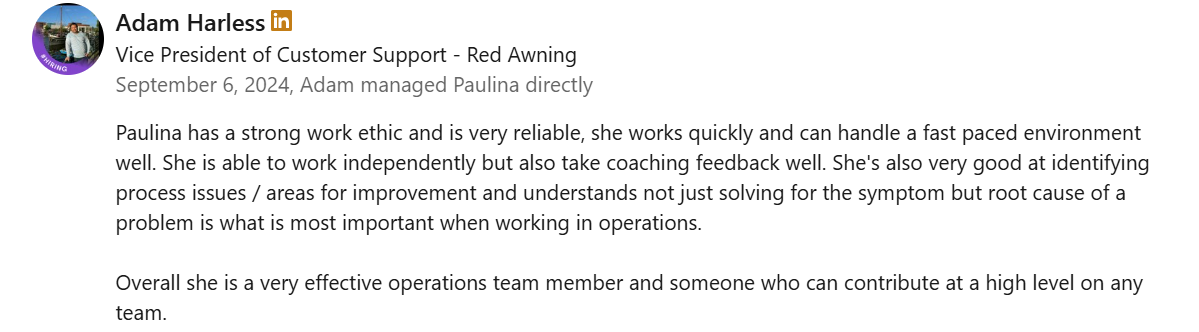 Adam Harless in
Vice President of Customer Support - Red Awning
September 6, 2024, Adam managed Paulina directly
#HIRING
Paulina has a strong work ethic and is very reliable, she works quickly and can handle a fast paced environment
well. She is able to work independently but also take coaching feedback well. She's also very good at identifying
process issues / areas for improvement and understands not just solving for the symptom but root cause of a
problem is what is most important when working in operations.
Overall she is a very effective operations team member and someone who can contribute at a high level on any
team.